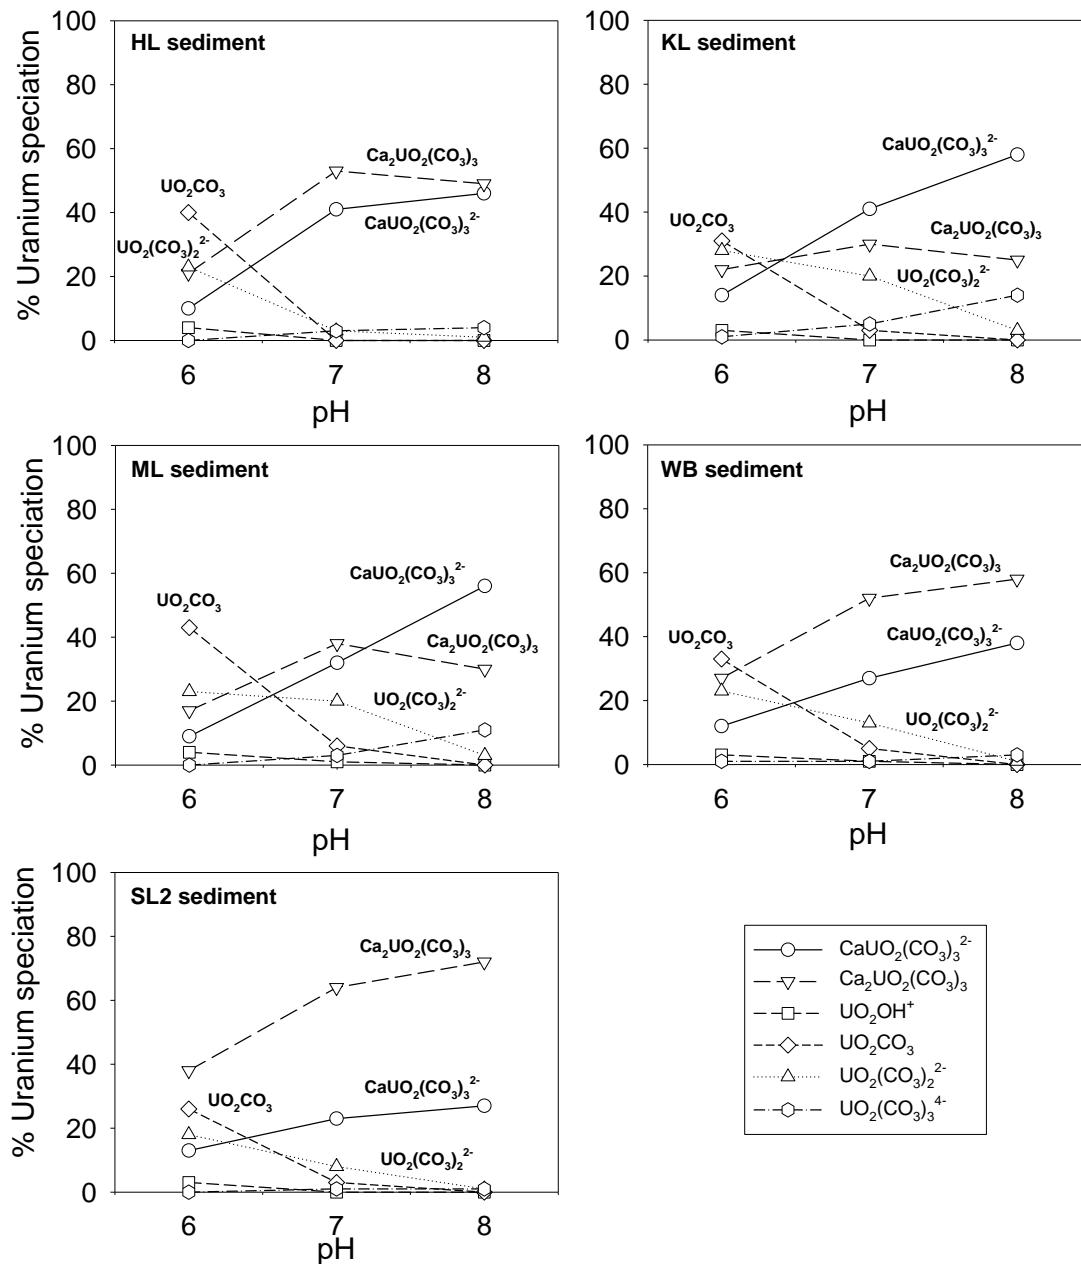 HL sediment
% Uranium speciation
100
80
60
40
20
0
UO2CO3
UO2(CO3)2^2-
Ca2UO2(CO3)3
CaUO2(CO3)3^2-
6 7 8
pH
KL sediment
100
80
60
40
20
0
UO2CO3
CaUO2(CO3)3^2-
Ca2UO2(CO3)3
UO2(CO3)2^2-
6 7 8
pH
ML sediment
% Uranium speciation
100
80
60
40
20
0
UO2CO3
CaUO2(CO3)3^2-
Ca2UO2(CO3)3
UO2(CO3)2^2-
6 7 8
pH
WB sediment
100
80
60
40
20
0
UO2CO3
Ca2UO2(CO3)3
CaUO2(CO3)3^2-
UO2(CO3)2^2-
6 7 8
pH
SL2 sediment
% Uranium speciation
100
80
60
40
20
0
Ca2UO2(CO3)3
UO2CO3
CaUO2(CO3)3^2-
UO2(CO3)2^2-
6 7 8
pH
CaUO2(CO3)3^2-
Ca2UO2(CO3)3
UO2OH^+
UO2CO3
UO2(CO3)2^2-
UO2(CO3)3^4-